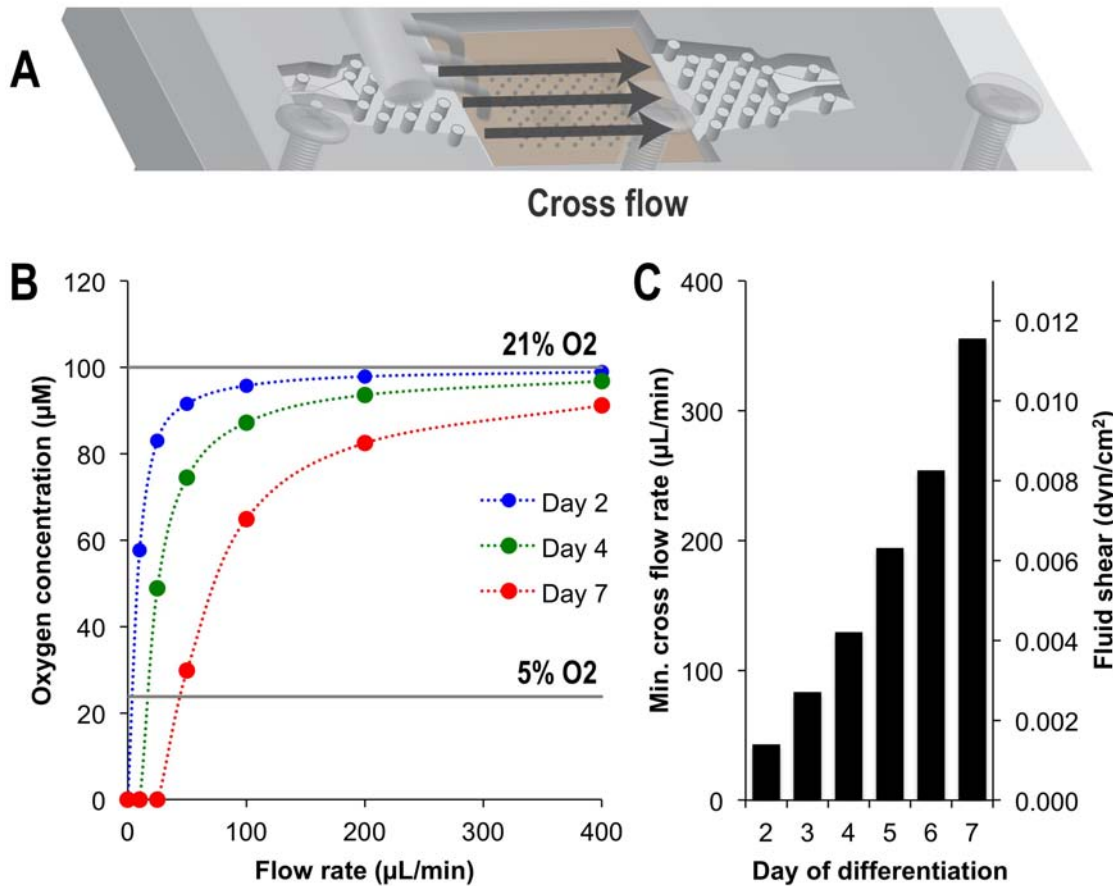 A
Cross flow
B
Oxygen concentration (µM)
120
100
80
60
40
20
0
21% O2
5% O2
Day 2
Day 4
Day 7
0 100 200 300 400
Flow rate (µL/min)
C
Min. cross flow rate (µL/min)
400
300
200
100
0
Fluid shear (dyn/cm²)
0.012
0.010
0.008
0.006
0.004
0.002
0.000
2 3 4 5 6 7
Day of differentiation